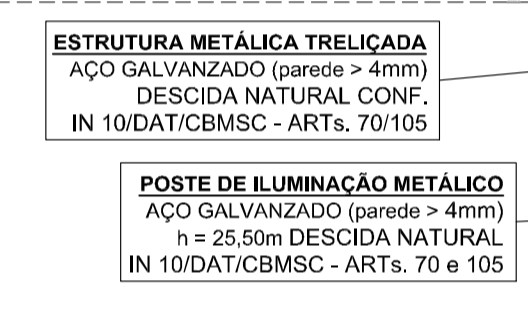 ESTRUTURA METÁLICA TRELIÇADA
AÇO GALVANZADO (parede > 4mm)
DESCIDA NATURAL CONF.
IN 10/DAT/CBMSC - ARTs. 70/105
POSTE DE ILUMINAÇÃO METÁLICO
AÇO GALVANZADO (parede > 4mm)
h = 25,50m DESCIDA NATURAL
IN 10/DAT/CBMSC - ARTs. 70 e 105